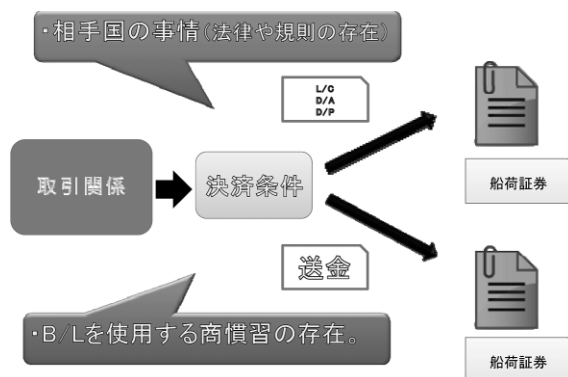 ・相手国の事情(法律や規則の存在)
L/C
D/A
D/P
取引関係
決済条件
船荷証券
送金
・B/Lを使用する商慣習の存在。
船荷証券